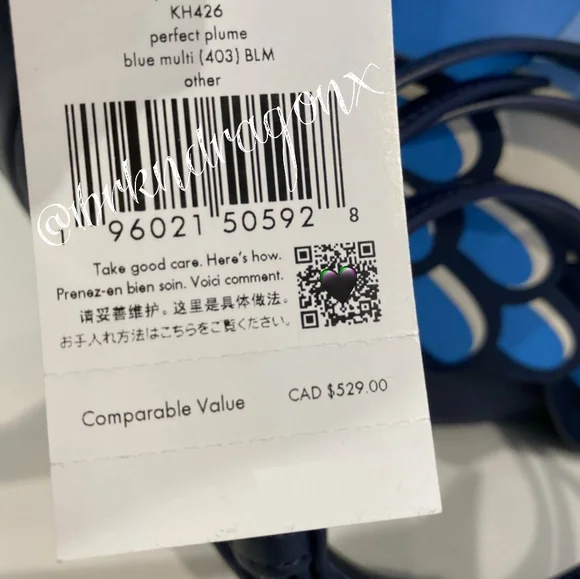 KH426
perfect plume
blue multi (403) BLM
other
@brkndragonx
1 96021 50592 8
Take good care. Here's how.
Prenez-en bien soin. Voici comment.
请妥善维护。这里是具体做法。
お手入れ方法はこちらをご覧ください。
Comparable Value CAD $529.00